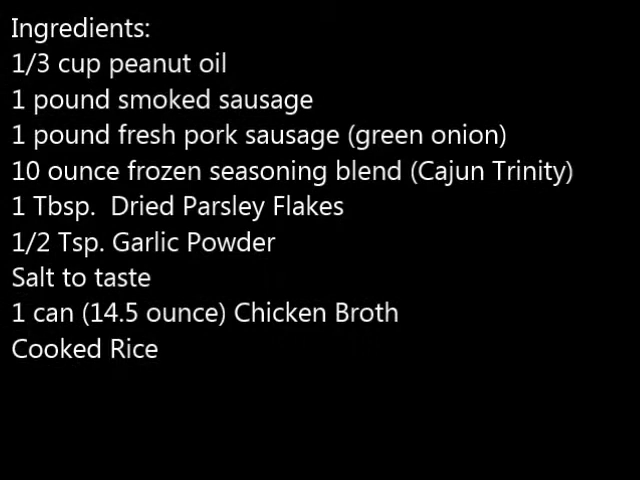 Ingredients:
1/3 cup peanut oil
1 pound smoked sausage
1 pound fresh pork sausage (green onion)
10 ounce frozen seasoning blend (Cajun Trinity)
1 Tbsp.  Dried Parsley Flakes
1/2 Tsp. Garlic Powder
Salt to taste
1 can (14.5 ounce) Chicken Broth
Cooked Rice